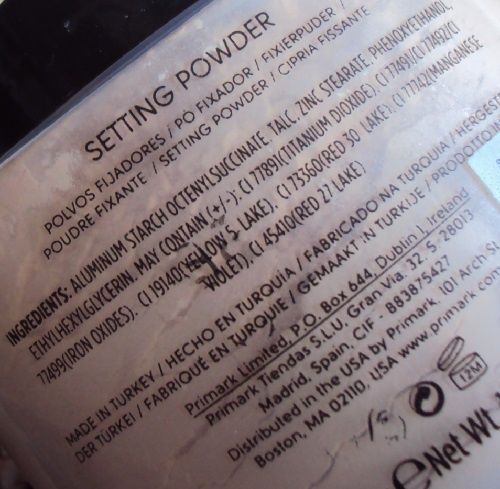 SETTING POWDER
POLVOS FIJADORES / PÓ FIXADOR / FIXIERPUDER /
POUDRE FIXANTE / SETTING POWDER / CIPRIA FISSANTE
INGREDIENTS: ALUMINUM STARCH OCTENYLSUCCINATE, TALC, ZINC STEARATE, PHENOXYETHANOL,
ETHYLHEXYLGLYCERIN, MAY CONTAIN (+/-): CI 77891(TITANIUM DIOXIDE), CI 77491/CI 77492/CI
77499(IRON OXIDES), CI 19140(YELLOW 5 LAKE), CI 73360(RED 30 LAKE), CI 77742(MANGANESE
VIOLET), CI 45410(RED 27 LAKE)
MADE IN TURKEY / HECHO EN TURQUÍA / FABRICADO NA TURQUIA / HERGES
DER TÜRKEI / FABRIQUÉ EN TURQUIE / GEMAAKT IN TURKIJE / PRODOTTO
Primark Limited, P.O. Box 644, Dublin 1, Ireland
Primark Tiendas S.L.U. Gran Via, 32, 5. 28013
Madrid, Spain. CIF - B83875427
Distributed in the USA by Primark, 101 Arch St
Boston, MA 02110, USA www.primark.com
12M
e Net Wt